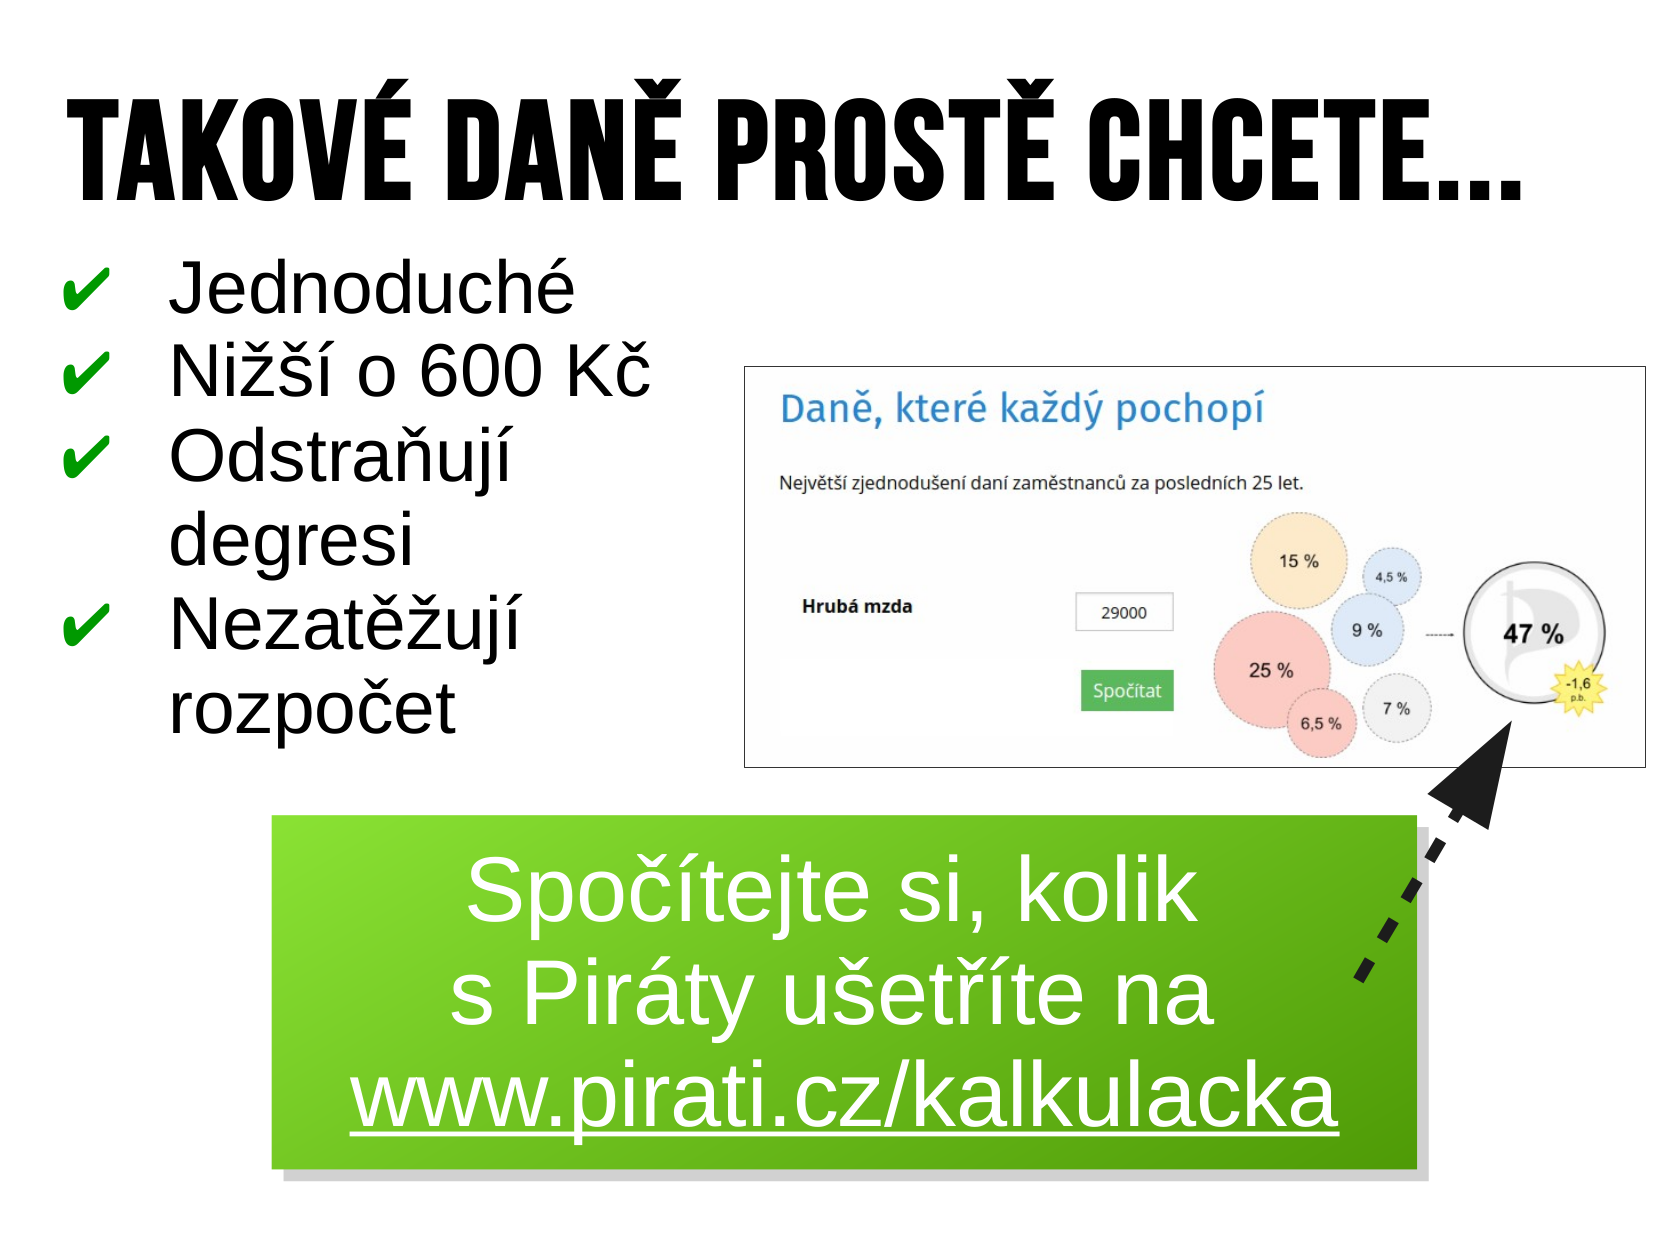 TAKOVÉ DANĚ PROSTĚ CHCETE...
✔ Jednoduché
✔ Nižší o 600 Kč
✔ Odstraňují
degresi
✔ Nezatěžují
rozpočet
Daně, které každý pochopí
Největší zjednodušení daní zaměstnanců za posledních 25 let.
Hrubá mzda
29000
Spočítat
15 %
4,5 %
9 %
25 %
6,5 %
7 %
47 %
-1,6
p.b.
Spočítejte si, kolik
s Piráty ušetříte na
www.pirati.cz/kalkulacka